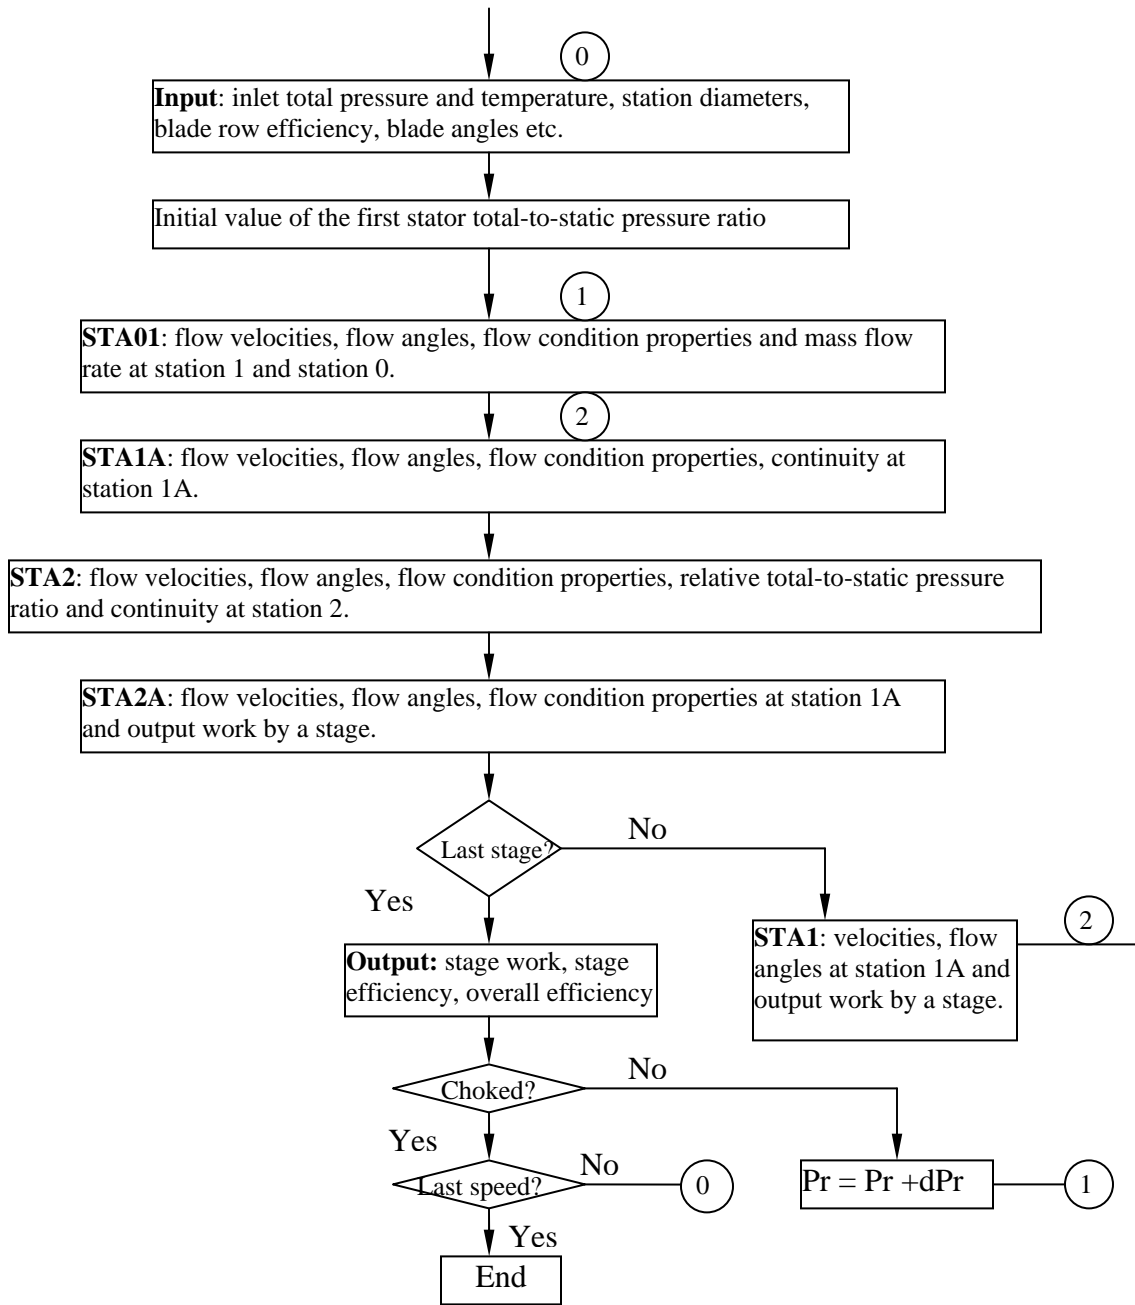 0
Input: inlet total pressure and temperature, station diameters,
blade row efficiency, blade angles etc.
Initial value of the first stator total-to-static pressure ratio
1
STA01: flow velocities, flow angles, flow condition properties and mass flow
rate at station 1 and station 0.
2
STA1A: flow velocities, flow angles, flow condition properties, continuity at
station 1A.
STA2: flow velocities, flow angles, flow condition properties, relative total-to-static pressure
ratio and continuity at station 2.
STA2A: flow velocities, flow angles, flow condition properties at station 1A
and output work by a stage.
Last stage?
No
Yes
STA1: velocities, flow
angles at station 1A and
output work by a stage.
2
Output: stage work, stage
efficiency, overall efficiency
Choked?
No
Yes
Pr = Pr +dPr
1
Last speed?
No
0
Yes
End